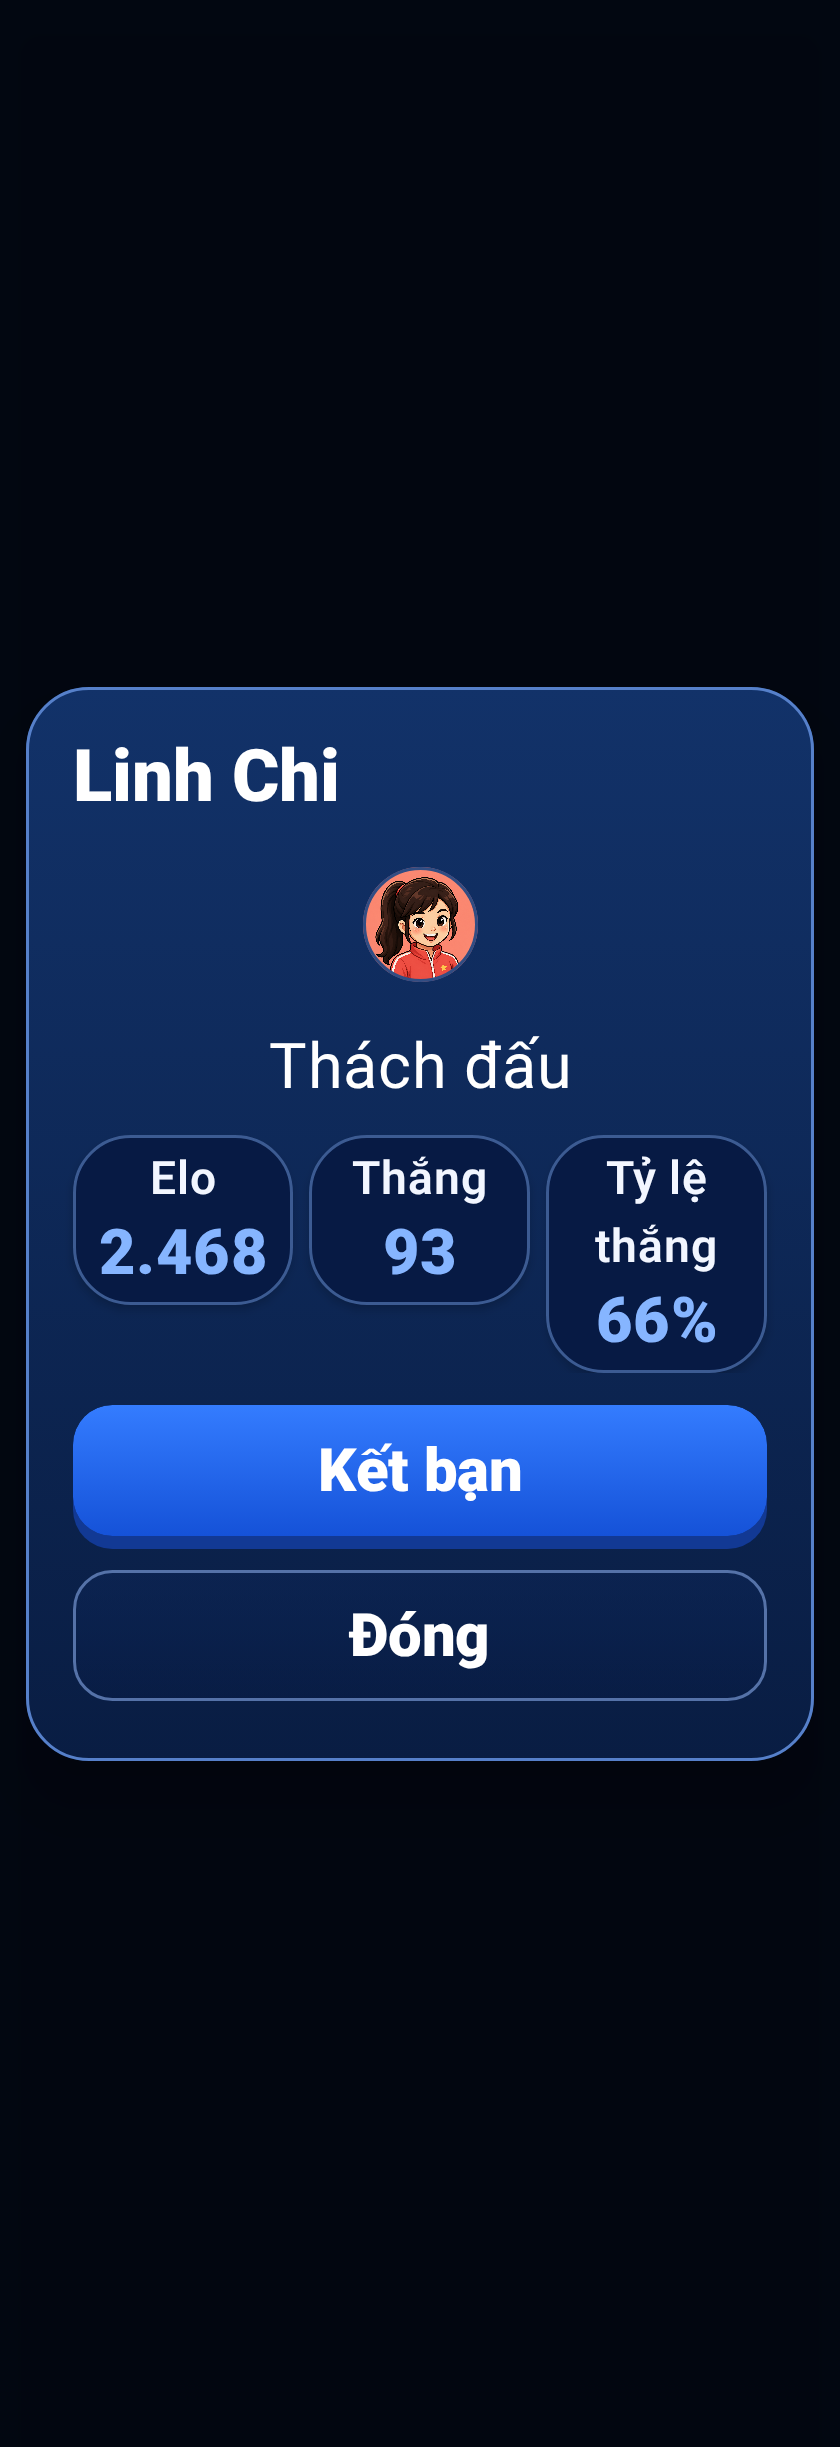 Linh Chi
Thách đấu
Elo
2.468
Thắng
93
Tỷ lệ
thắng
66%
Kết bạn
Đóng